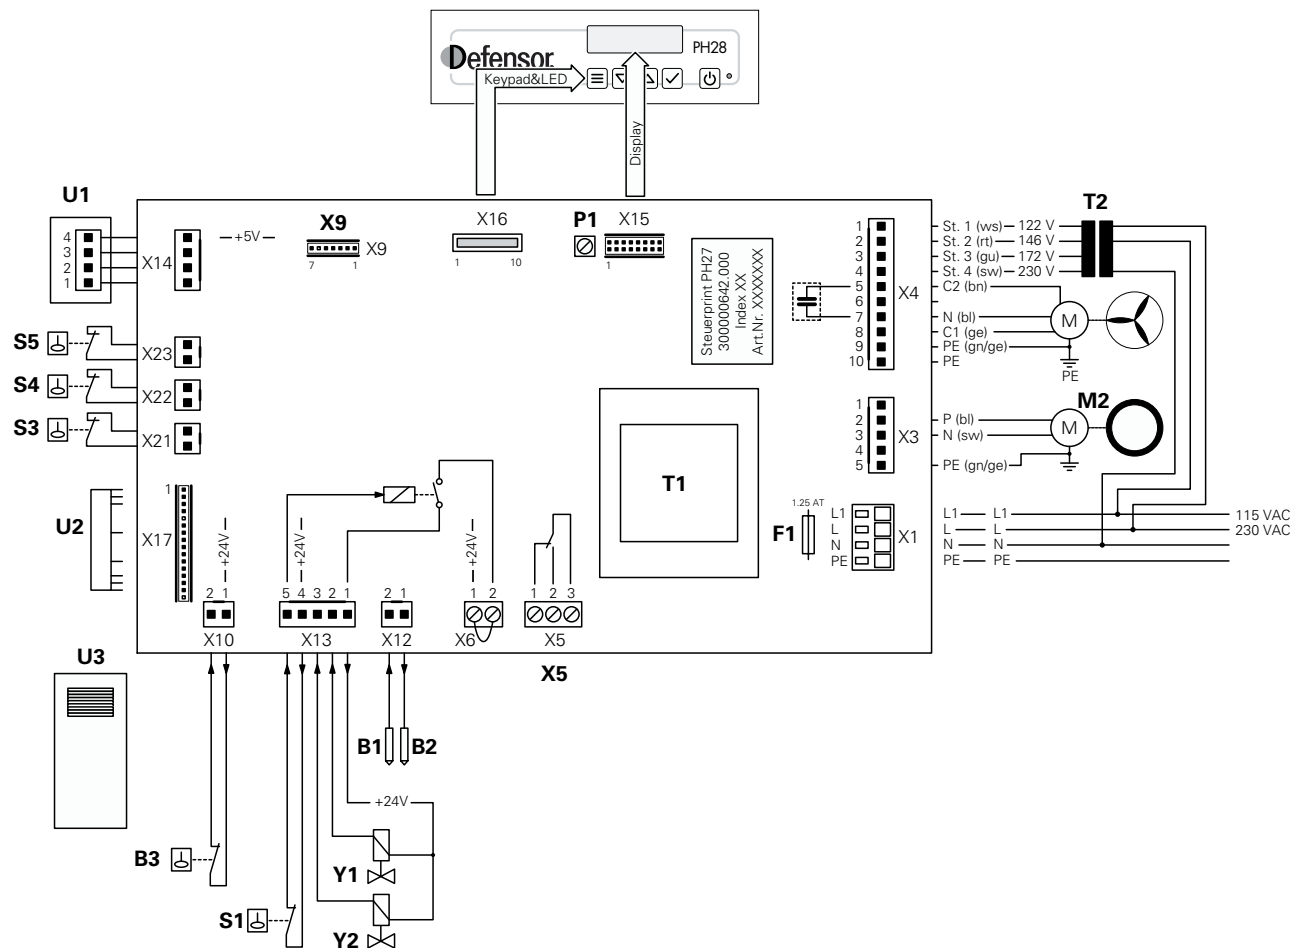 Defensor
PH28
Keypad&LED
Display
U1
4
3
2
1
X14
+5V
X9
X9
7 1
X16
1 10
P1
X15
1
Steuerprint PH27
300000642.000
Index XX
Art.Nr. XXXXXXX
1
2
3
4
5
6
7
8
9
10
X4
St. 1 (ws) 122 V
St. 2 (rt) 146 V
St. 3 (gu) 172 V
St. 4 (sw) 230 V
C2 (bn)
N (bl)
C1 (ge)
PE (gn/ge)
PE
T2
M
PE
S5
X23
S4
X22
S3
X21
1
2
3
4
5
X3
P (bl)
N (sw)
PE (gn/ge)
M
M2
T1
U2
1
X17
1.25 AT
F1
L1
L
N
PE
X1
L1 L1
L L
N N
PE PE
115 VAC
230 VAC
+24V
+24V
+24V
2 1
X10
5 4 3 2 1
X13
2 1
X12
1 2
X6
1 2 3
X5
X5
U3
B1
B2
+24V
B3
Y1
S1
Y2